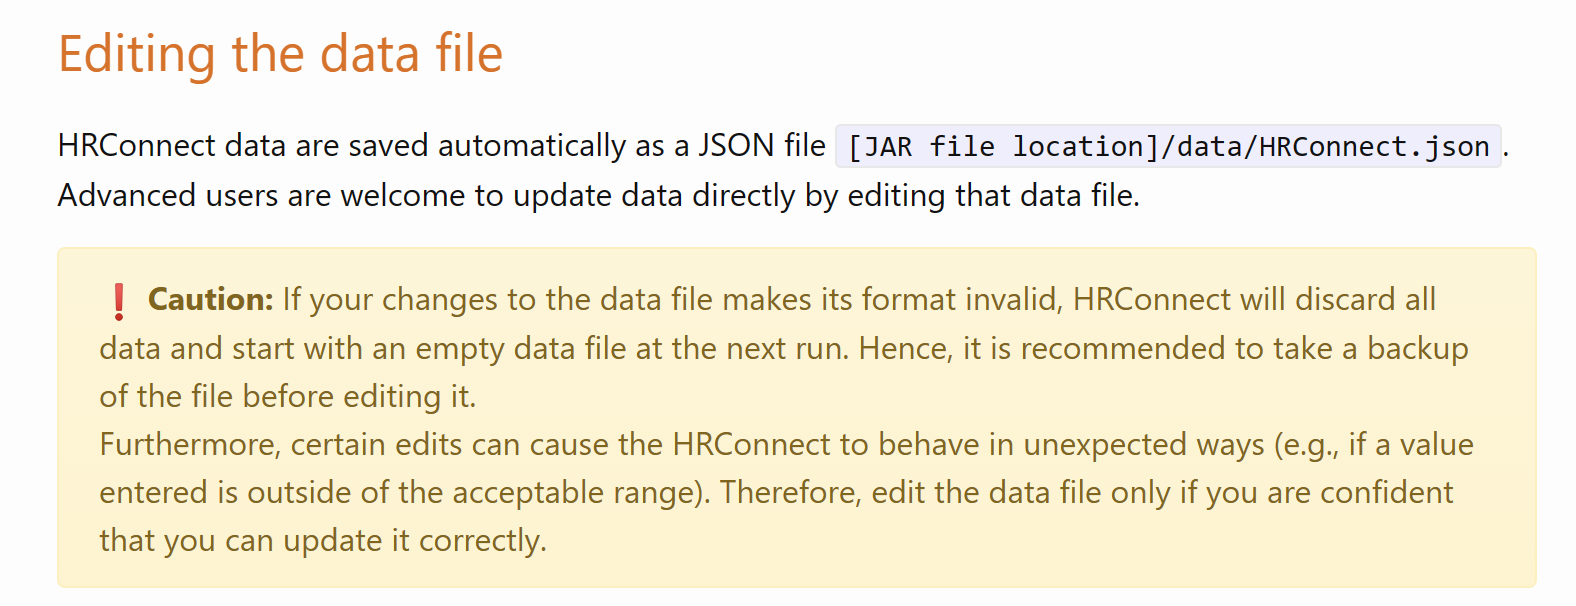 Editing the data file
HRConnect data are saved automatically as a JSON file [JAR file location]/data/HRConnect.json.
Advanced users are welcome to update data directly by editing that data file.
❗ Caution: If your changes to the data file makes its format invalid, HRConnect will discard all
data and start with an empty data file at the next run. Hence, it is recommended to take a backup
of the file before editing it.
Furthermore, certain edits can cause the HRConnect to behave in unexpected ways (e.g., if a value
entered is outside of the acceptable range). Therefore, edit the data file only if you are confident
that you can update it correctly.